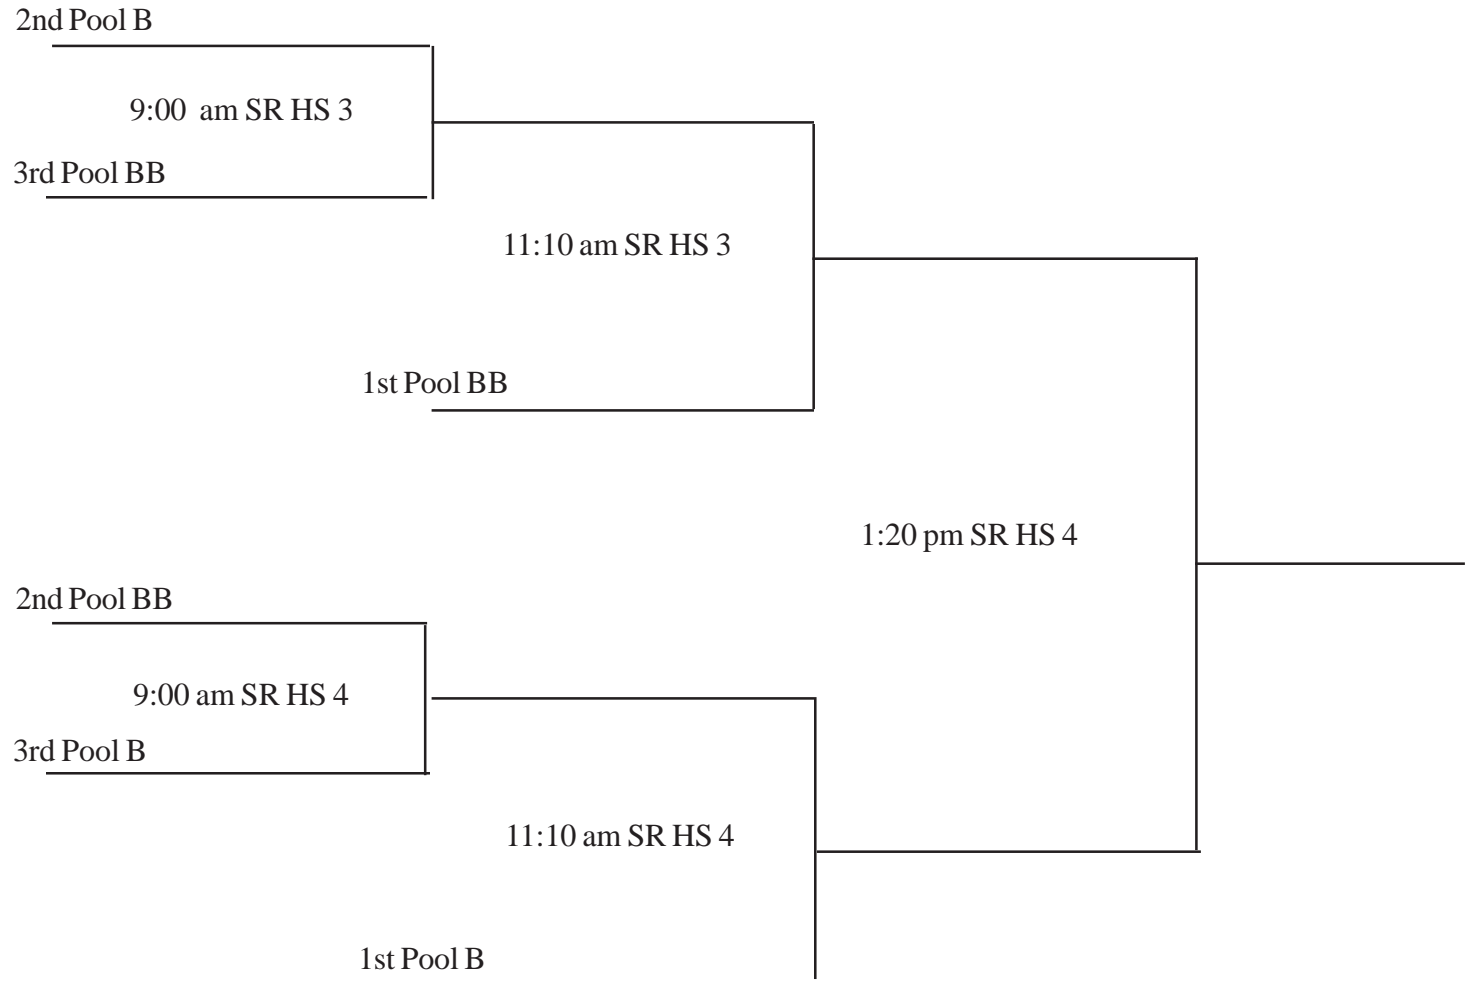 2nd Pool B
9:00 am SR HS 3
3rd Pool BB
11:10 am SR HS 3
1st Pool BB
1:20 pm SR HS 4
2nd Pool BB
9:00 am SR HS 4
3rd Pool B
11:10 am SR HS 4
1st Pool B